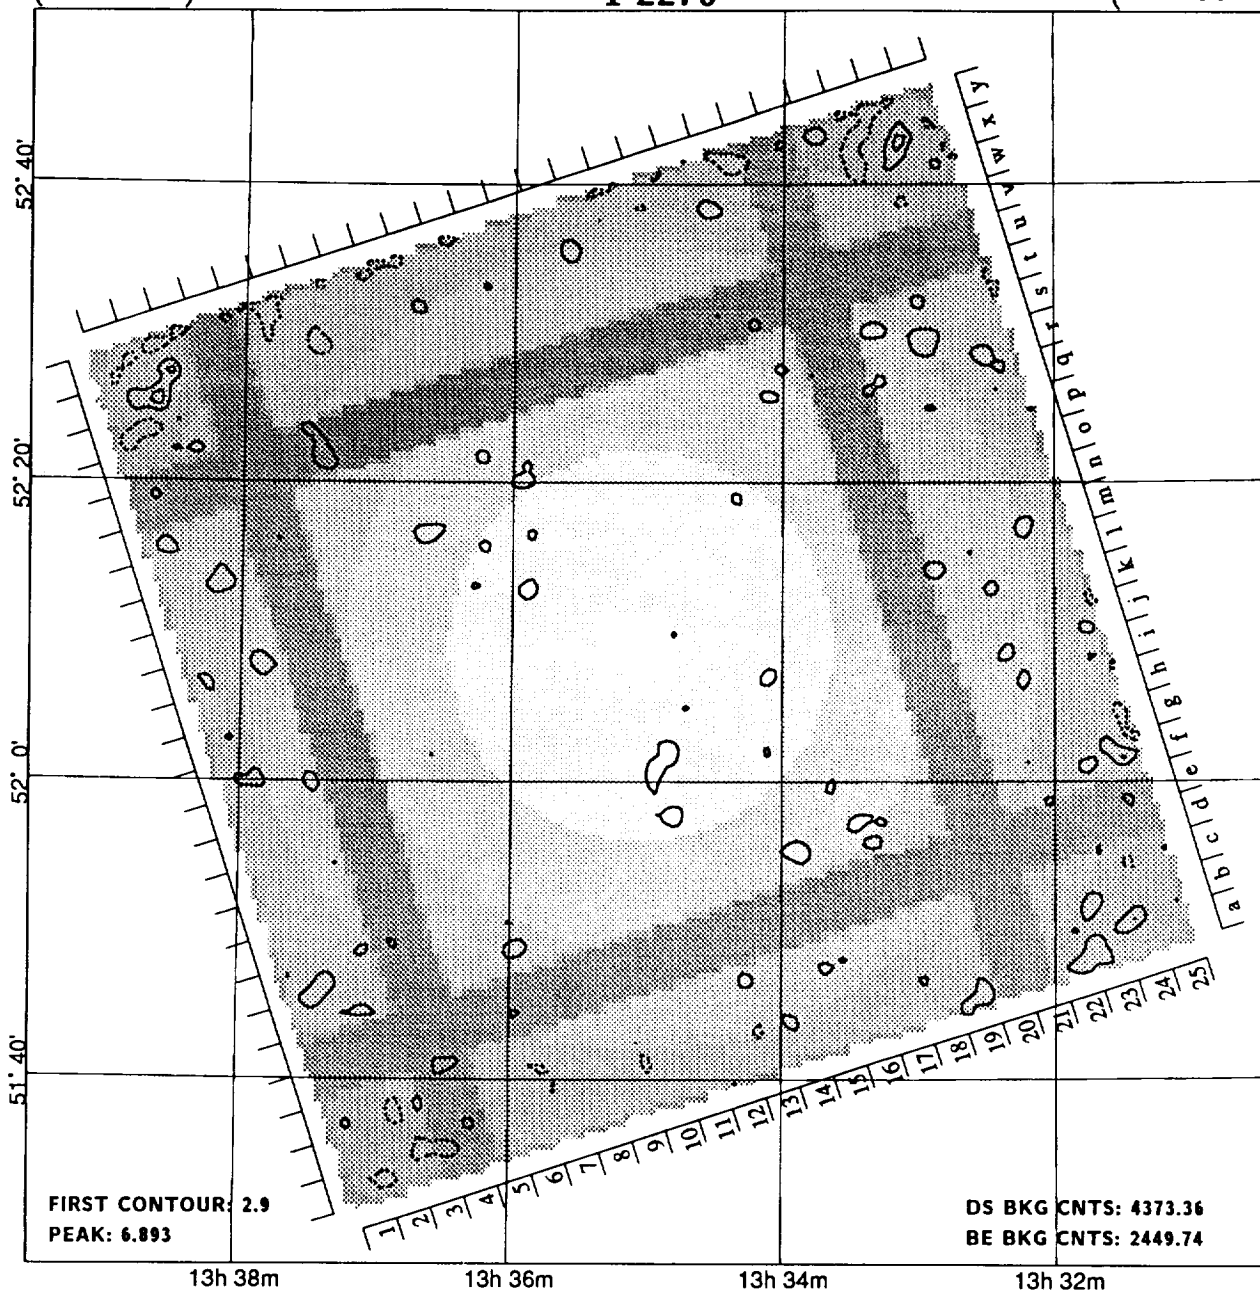 52° 40'
52° 20'
52° 0'
51° 40'
a b c d e f g h i j k l m n o p q r s t u v w x y
1 2 3 4 5 6 7 8 9 10 11 12 13 14 15 16 17 18 19 20 21 22 23 24 25
FIRST CONTOUR: 2.9
PEAK: 6.893
DS BKG CNTS: 4373.36
BE BKG CNTS: 2449.74
13h 38m 13h 36m 13h 34m 13h 32m